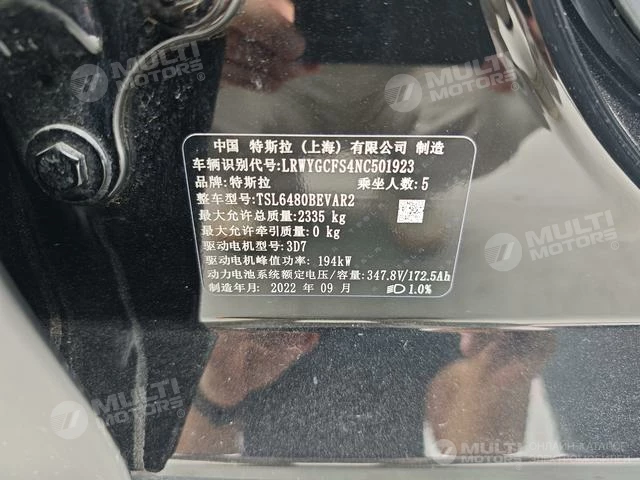 MULTI MOTORS®
MULTI MOTORS®
中国 特斯拉（上海）有限公司 制造
车辆识别代号:LRWYGCFS4NC501923
品牌:特斯拉 乘坐人数:5
整车型号:TSL6480BEVAR2
最大允许总质量:2335 kg
最大允许牵引质量:0 kg
驱动电机型号:3D7
驱动电机峰值功率: 194kW
动力电池系统额定电压/容量:347.8V/172.5Ah
制造年月: 2022 年 09 月 1.0%
MULTI MOTORS®
MULTI MOTORS
MULTI MOTORS